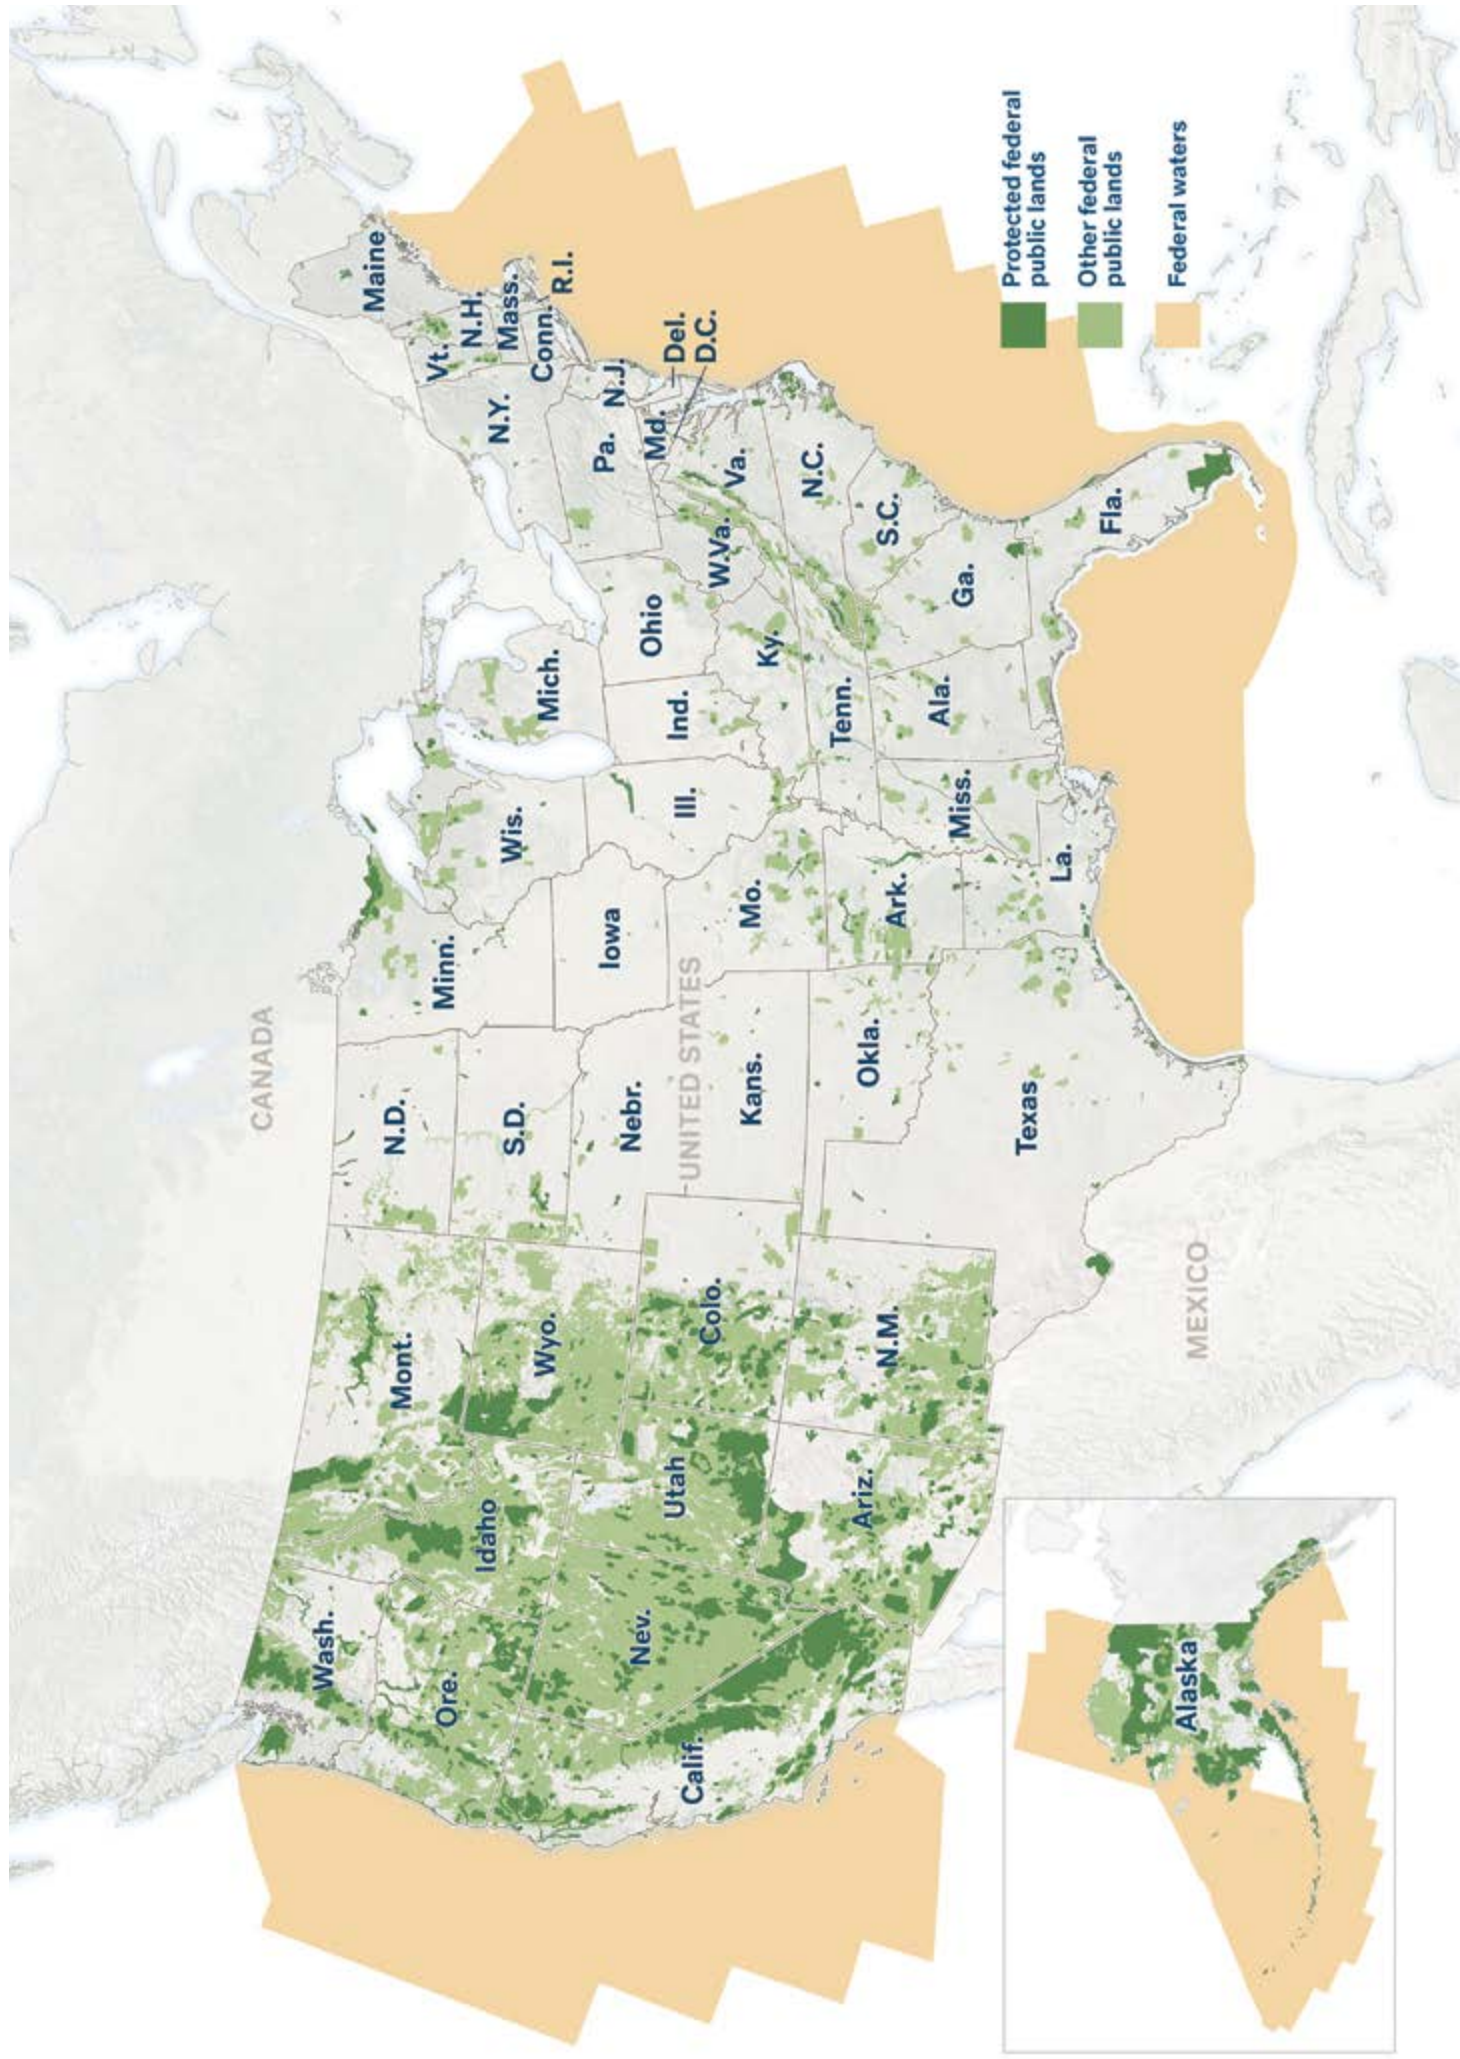 CANADA
Wash.
Mont.
N.D.
Minn.
Maine
Vt.
N.H.
Mass.
Conn.
R.I.
N.Y.
Ore.
Idaho
Wyo.
S.D.
Wis.
Mich.
Pa.
N.J.
Del.
D.C.
Md.
Nev.
Utah
Colo.
Nebr.
Iowa
Ill.
Ind.
Ohio
W.Va.
Va.
Calif.
UNITED STATES
Kans.
Mo.
Ky.
Ariz.
N.M.
Okla.
Ark.
Tenn.
N.C.
S.C.
Texas
La.
Miss.
Ala.
Ga.
Fla.
MEXICO
Alaska
Protected federal
public lands
Other federal
public lands
Federal waters